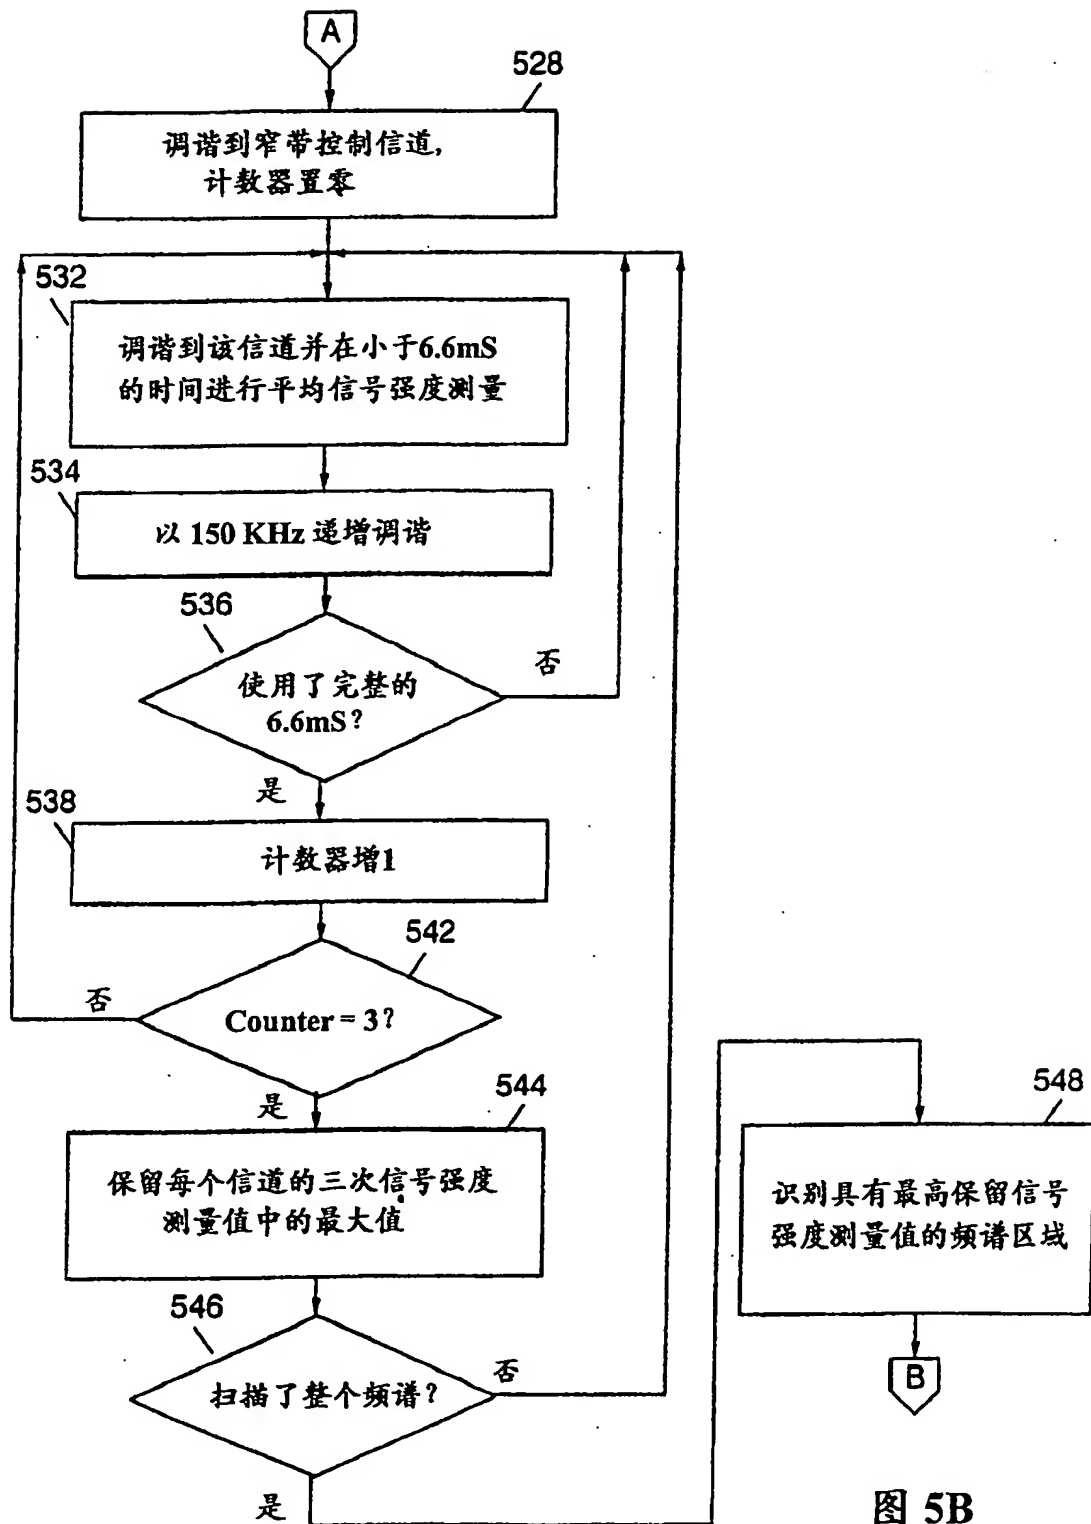 A
528
调谐到窄带控制信道,
计数器置零
532
调谐到该信道并在小于6.6mS
的时间进行平均信号强度测量
534
以 150 KHz 递增调谐
536
使用了完整的
6.6mS?
否
是
538
计数器增1
542
Counter = 3?
否
是
544
保留每个信道的三次信号强度
测量值中的最大值
546
扫描了整个频谱?
否
是
548
识别具有最高保留信号
强度测量值的频谱区域
B
图 5B